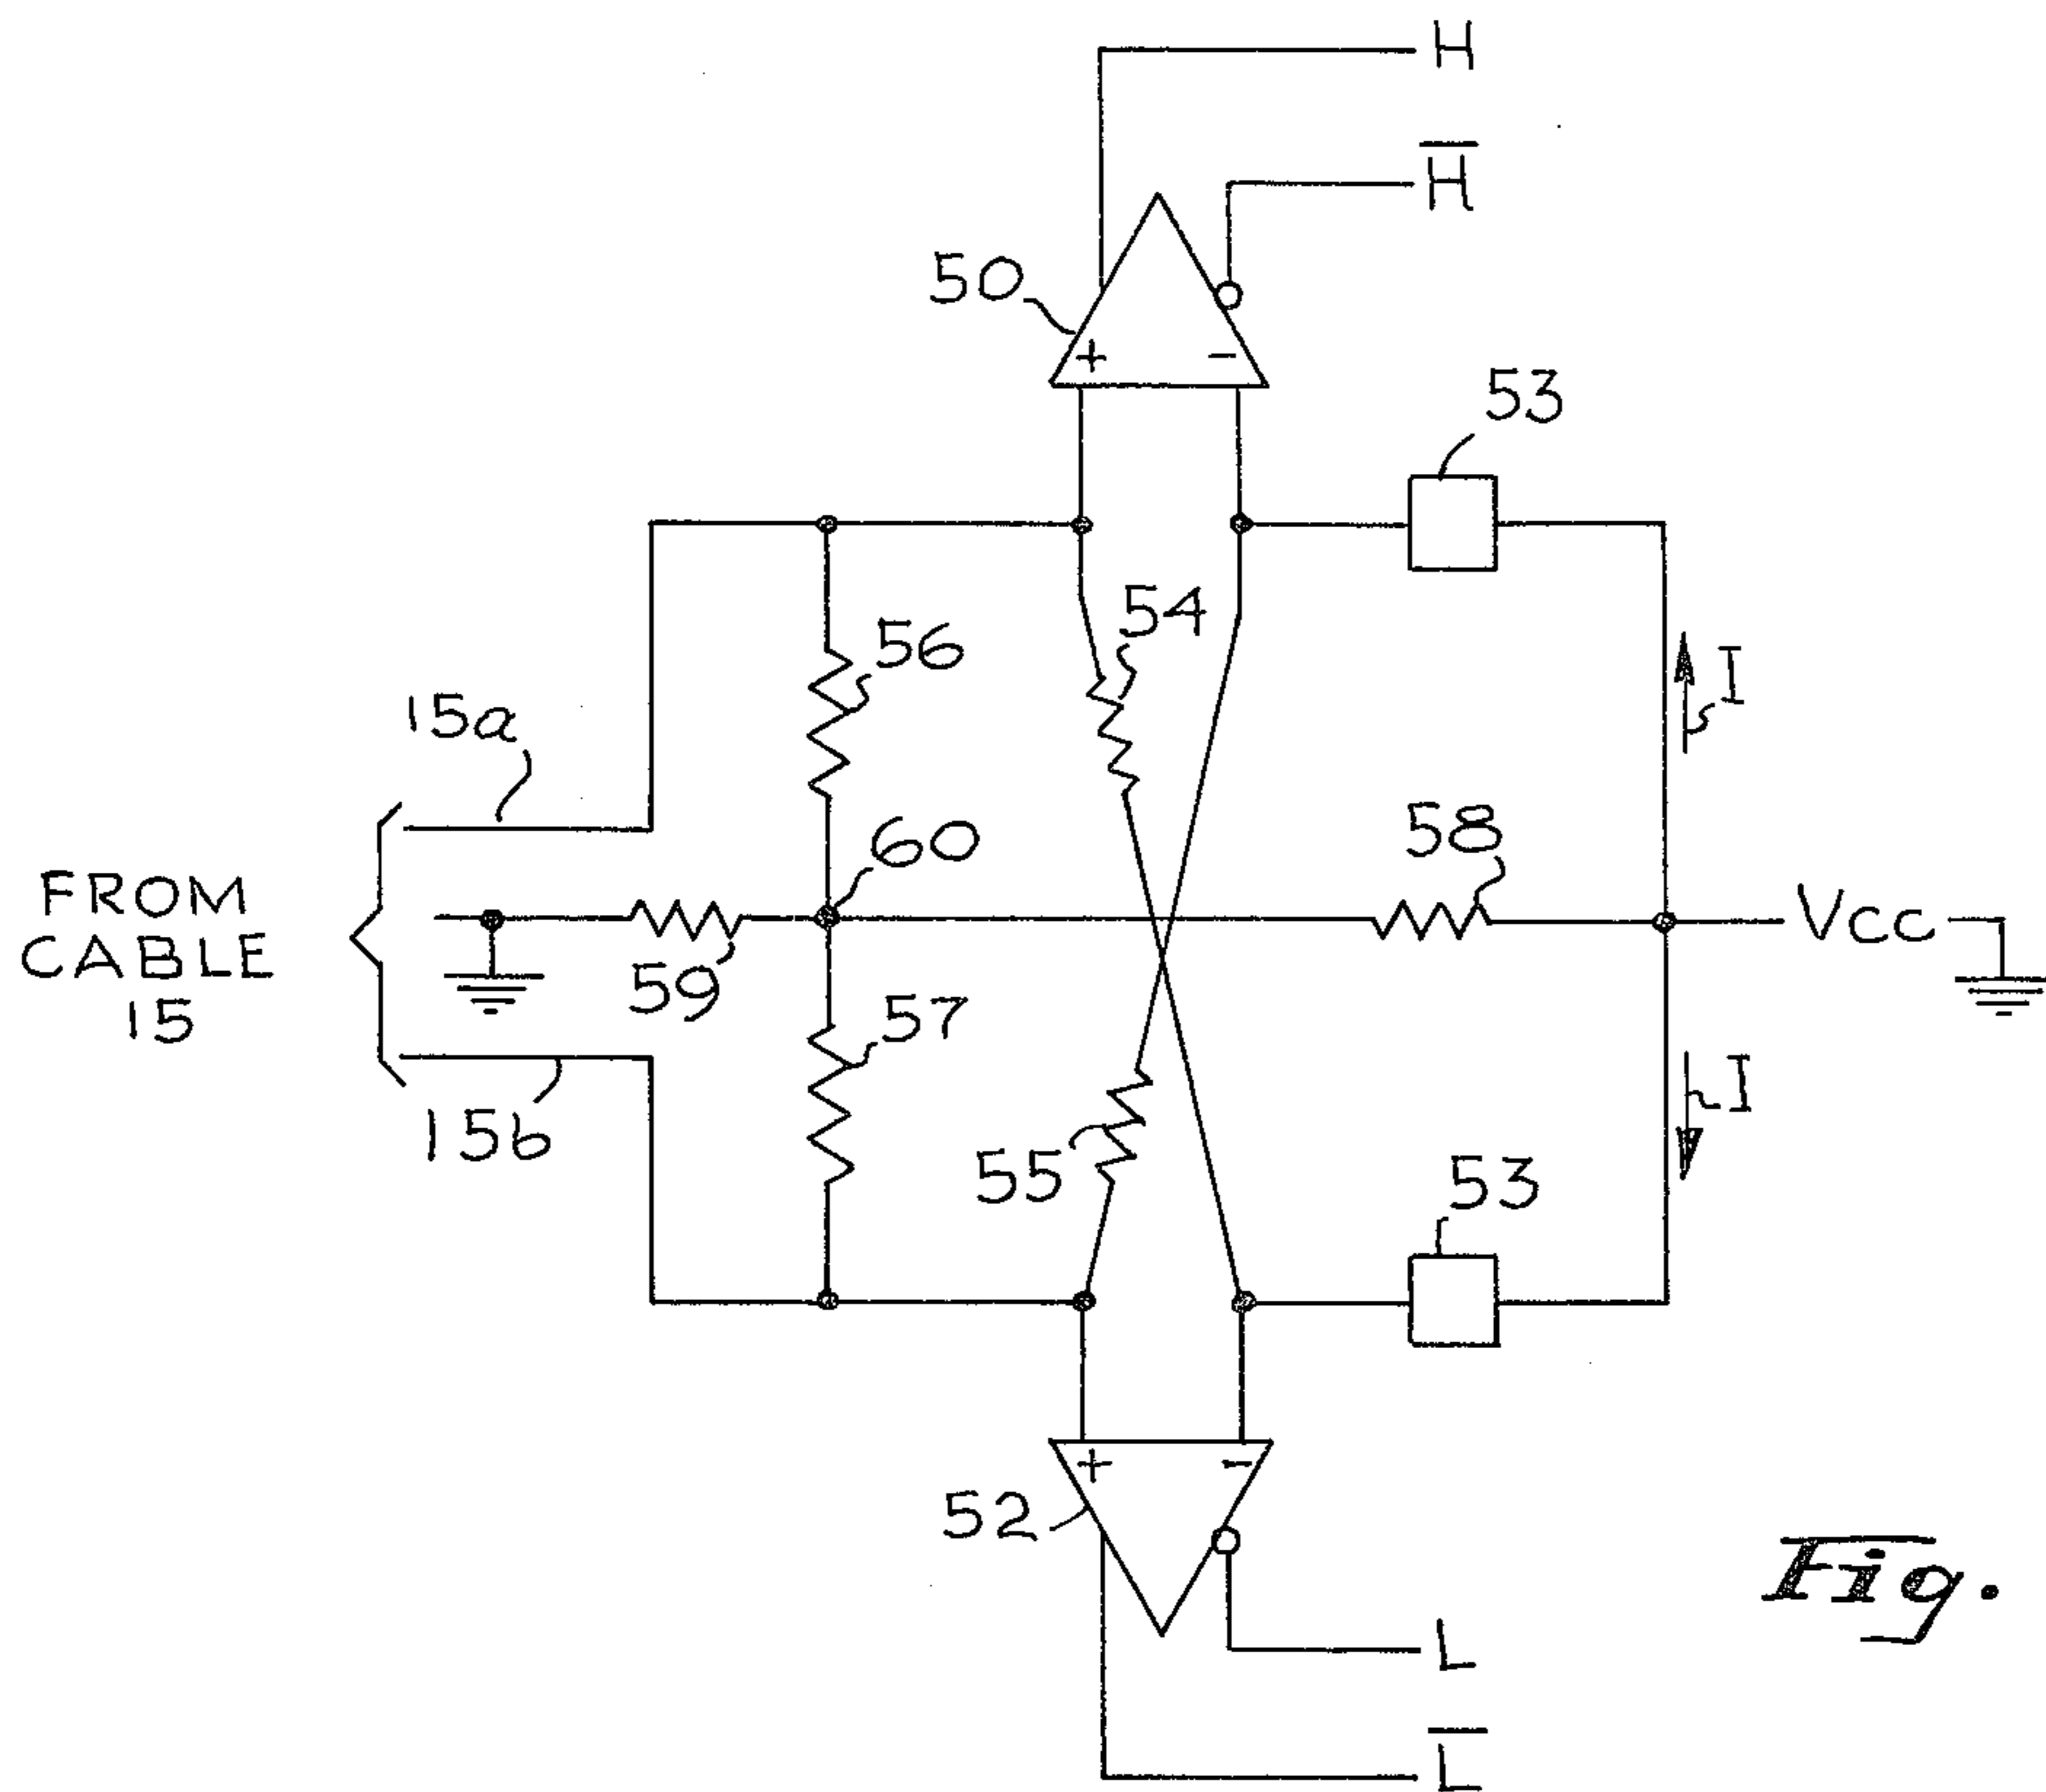 H
H̅
50
+ −
53
54
56
15a
I
60
58
FROM
CABLE
15
VCC
59
57
I
15b
55
53
+ −
52
Fig.
L
L̅